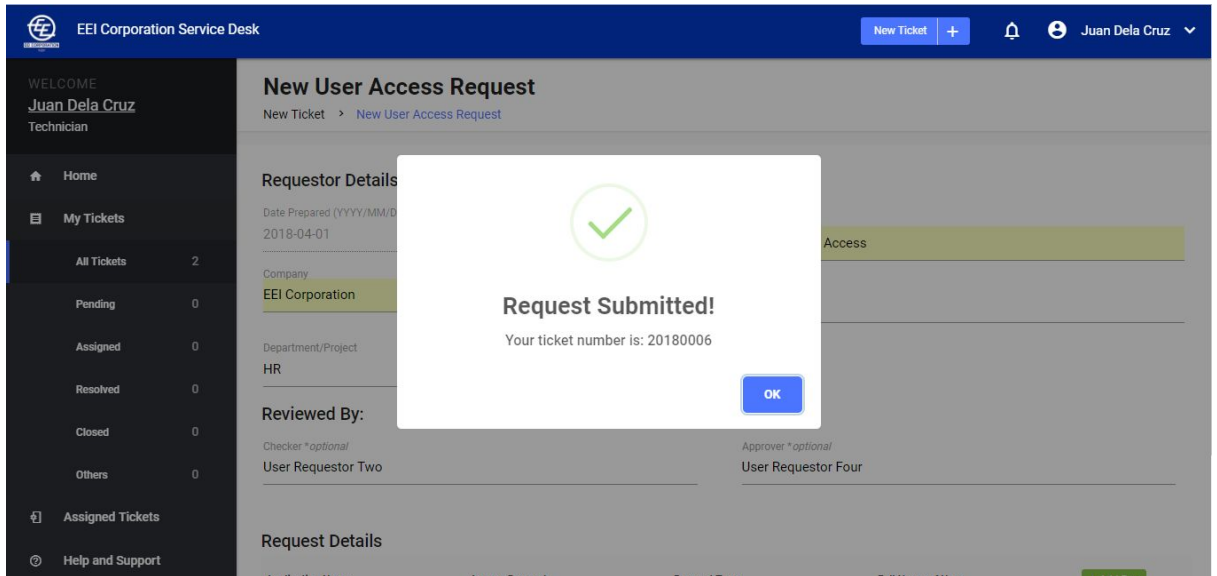 EEI Corporation Service Desk
New Ticket +
Juan Dela Cruz
WELCOME
Juan Dela Cruz
Technician
Home
My Tickets
All Tickets 2
Pending 0
Assigned 0
Resolved 0
Closed 0
Others 0
Assigned Tickets
Help and Support
New User Access Request
New Ticket > New User Access Request
Requestor Details
Date Prepared (YYYY/MM/D
2018-04-01
Access
Company
EEI Corporation
Department/Project
HR
Request Submitted!
Your ticket number is: 20180006
OK
Reviewed By:
Checker *optional
User Requestor Two
Approver *optional
User Requestor Four
Request Details